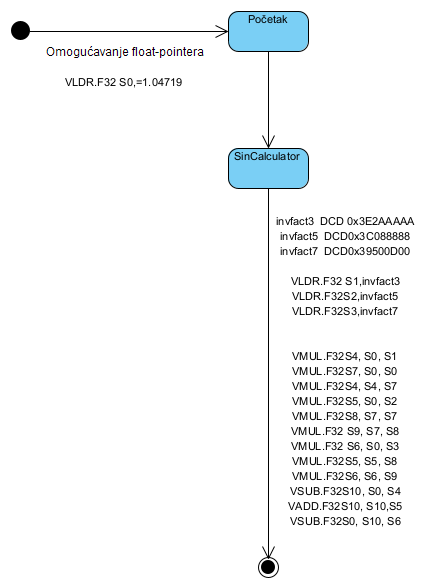 Početak
Omogućavanje float-pointera
VLDR.F32 S0,=1.04719
SinCalculator
invfact3 DCD 0x3E2AAAAA
invfact5 DCD0x3C088888
invfact7 DCD0x39500D00
VLDR.F32 S1,invfact3
VLDR.F32S2,invfact5
VLDR.F32S3,invfact7
VMUL.F32S4, S0, S1
VMUL.F32S7, S0, S0
VMUL.F32S4, S4, S7
VMUL.F32S5, S0, S2
VMUL.F32S8, S7, S7
VMUL.F32 S9, S7, S8
VMUL.F32 S6, S0, S3
VMUL.F32S5, S5, S8
VMUL.F32S6, S6, S9
VSUB.F32S10, S0, S4
VADD.F32S10, S10,S5
VSUB.F32S0, S10, S6